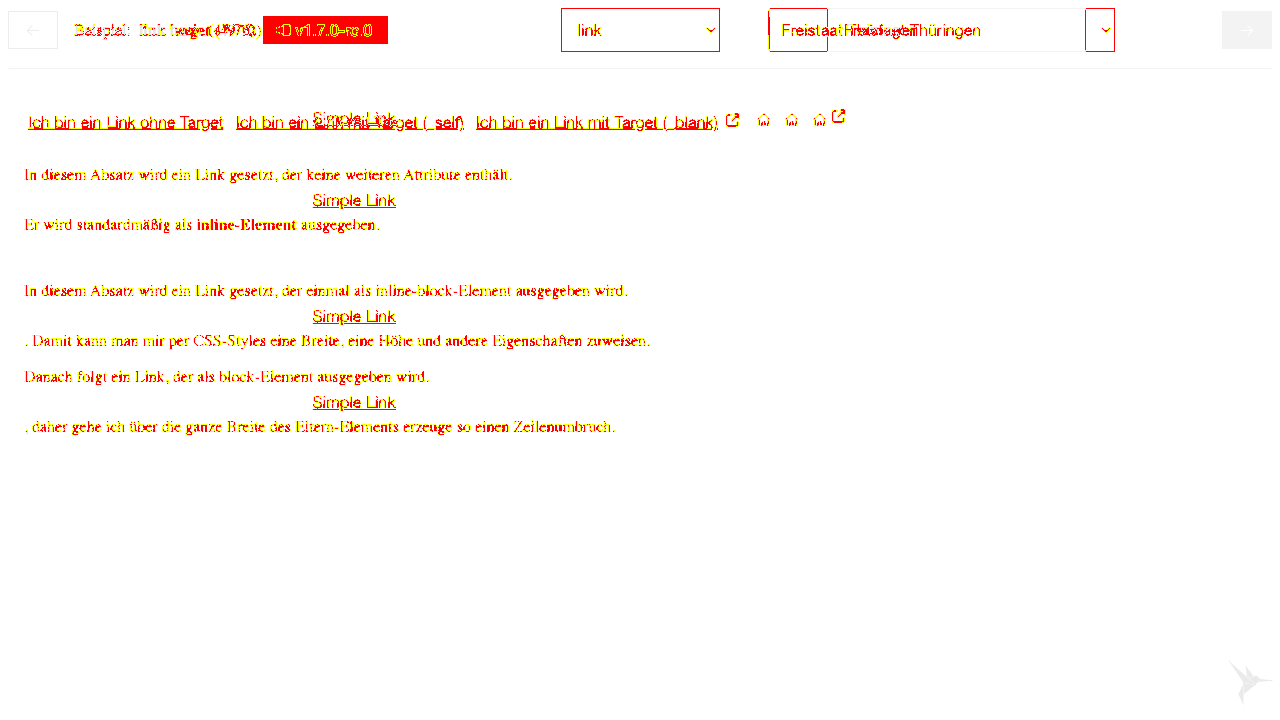 Beispiel: link v1.7.0-rc.0 link Freistaat Thüringen
Ich bin ein Link ohne Target Ich bin ein Link mit Target (_self) Ich bin ein Link mit Target (_blank)
Simple Link
In diesem Absatz wird ein Link gesetzt, der keine weiteren Attribute enthält.
Simple Link
Er wird standardmäßig als inline-Element ausgegeben.
In diesem Absatz wird ein Link gesetzt, der einmal als inline-block-Element ausgegeben wird.
Simple Link
. Damit kann man mir per CSS-Styles eine Breite, eine Höhe und andere Eigenschaften zuweisen.
Danach folgt ein Link, der als block-Element ausgegeben wird.
Simple Link
, daher gehe ich über die ganze Breite des Eltern-Elements erzeuge so einen Zeilenumbruch.